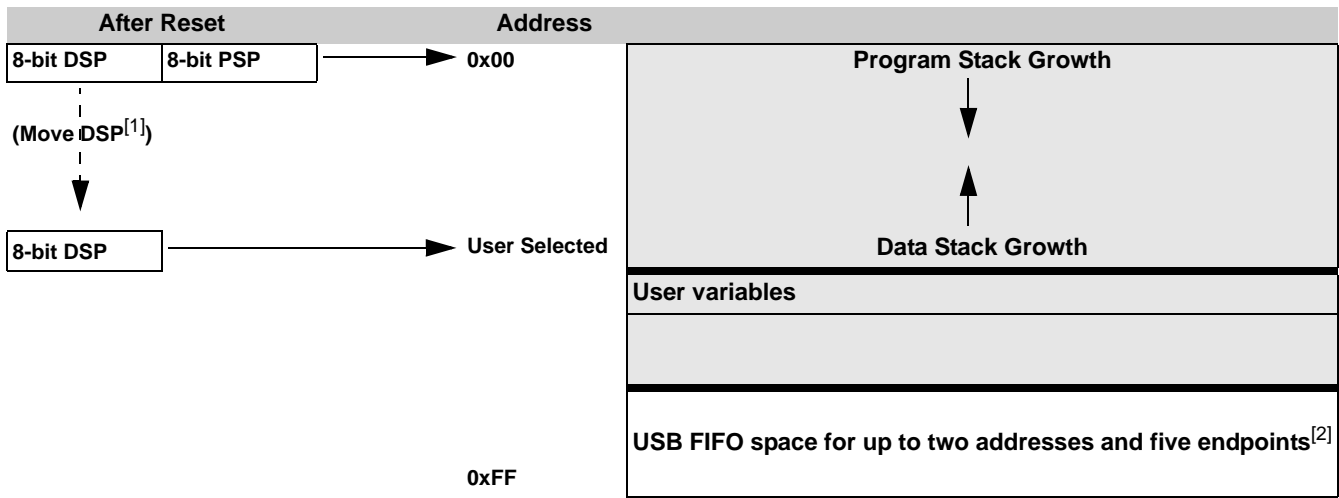 After Reset Address
8-bit DSP 8-bit PSP 0x00 Program Stack Growth
(Move DSP[1])
8-bit DSP User Selected Data Stack Growth
User variables
USB FIFO space for up to two addresses and five endpoints[2]
0xFF